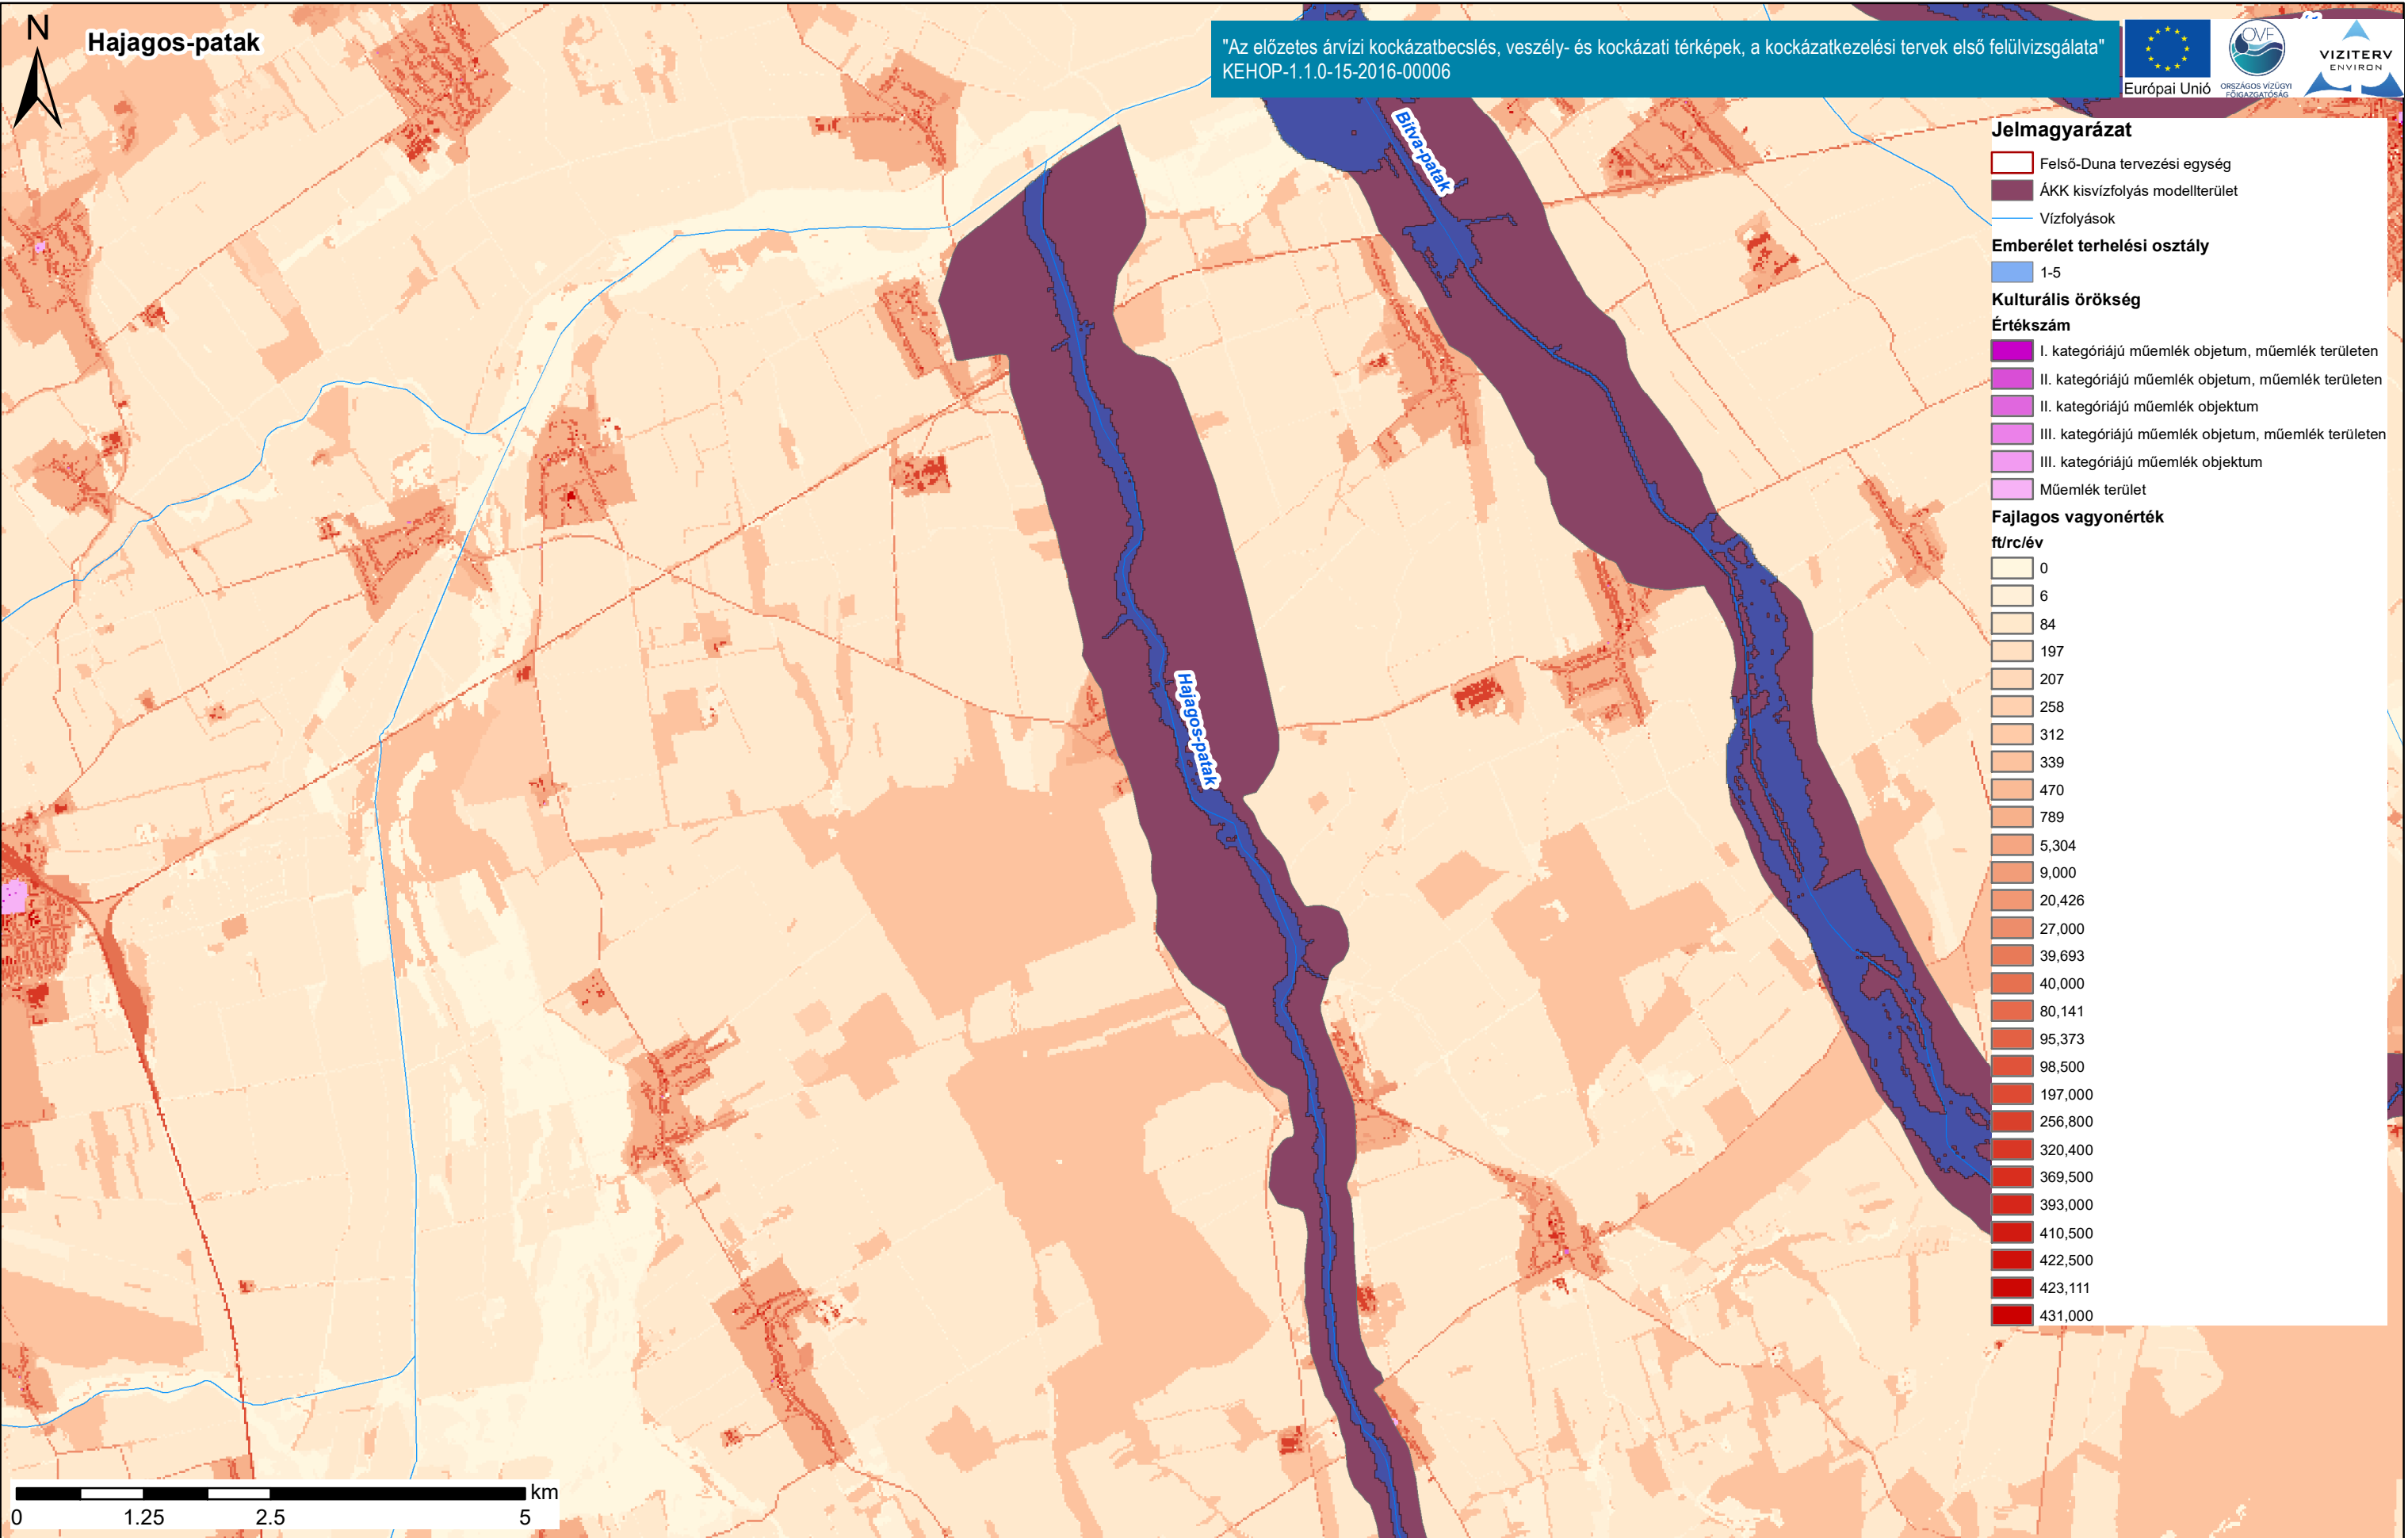 N
Hajagos-patak
"Az előzetes árvízi kockázatbecslés, veszély- és kockázati térképek, a kockázatkezelési tervek első felülvizsgálata"
KEHOP-1.1.0-15-2016-00006
Európai Unió
OVF
ORSZÁGOS VÍZÜGYI
FŐIGAZGATÓSÁG
VIZITERV
ENVIRON
Bitva-patak
Hajagos-patak
Jelmagyarázat
Felső-Duna tervezési egység
ÁKK kisvízfolyás modellterület
Vízfolyások
Emberélet terhelési osztály
1-5
Kulturális örökség
Értékszám
I. kategóriájú műemlék objetum, műemlék területen
II. kategóriájú műemlék objetum, műemlék területen
II. kategóriájú műemlék objektum
III. kategóriájú műemlék objetum, műemlék területen
III. kategóriájú műemlék objektum
Műemlék terület
Fajlagos vagyonérték
ft/rc/év
0
6
84
197
207
258
312
339
470
789
5,304
9,000
20,426
27,000
39,693
40,000
80,141
95,373
98,500
197,000
256,800
320,400
369,500
393,000
410,500
422,500
423,111
431,000
km
0 1.25 2.5 5